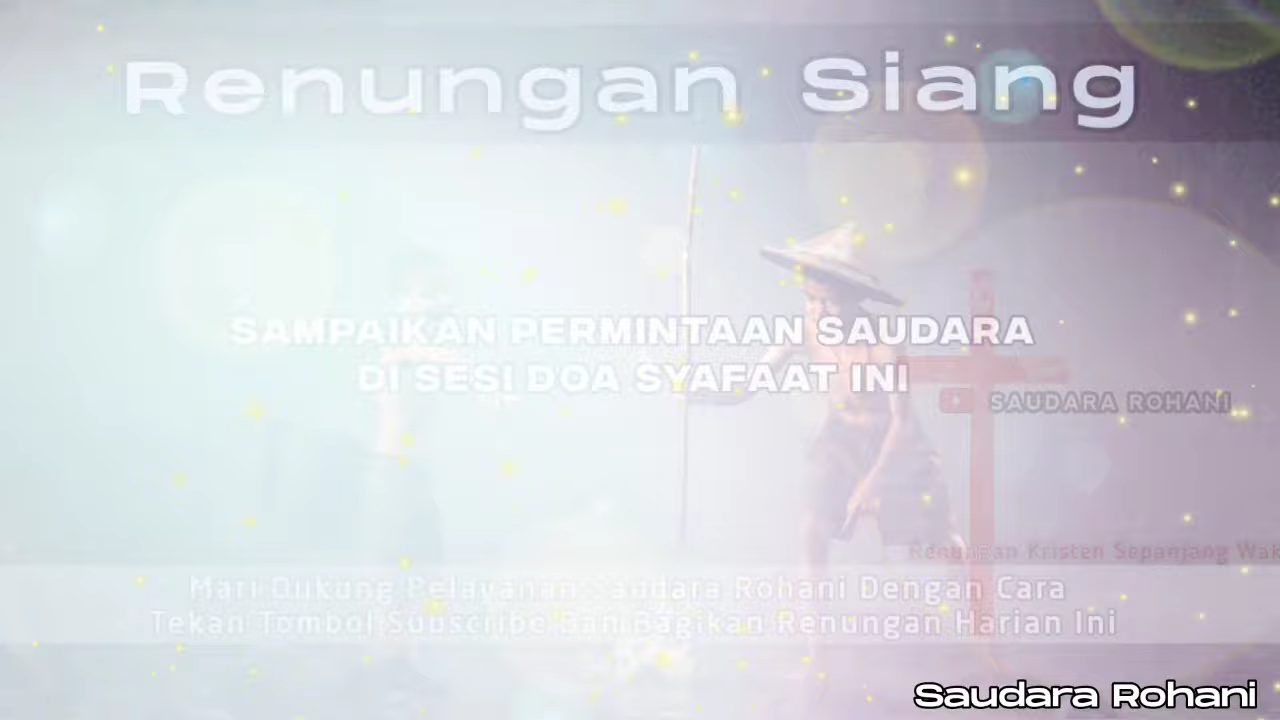 Renungan Siang
SAMPAIKAN PERMINTAAN SAUDARA
DI SESI DOA SYAFAAT INI
SAUDARA ROHANI
Renungan Kristen Sepanjang Wak
Mari Dukung Pelayanan Saudara Rohani Dengan Cara
Tekan Tombol Subscribe Dan Bagikan Renungan Harian Ini
Saudara Rohani